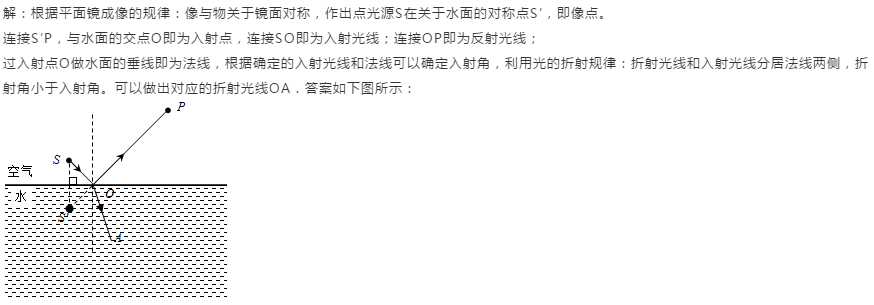 解：根据平面镜成像的规律：像与物关于镜面对称，作出点光源S在关于水面的对称点S′，即像点。
连接S′P，与水面的交点O即为入射点，连接SO即为入射光线；连接OP即为反射光线；
过入射点O做水面的垂线即为法线，根据确定的入射光线和法线可以确定入射角，利用光的折射规律：折射光线和入射光线分居法线两侧，折
射角小于入射角。可以做出对应的折射光线OA．答案如下图所示：
P
S
空气
水
O
S′
A